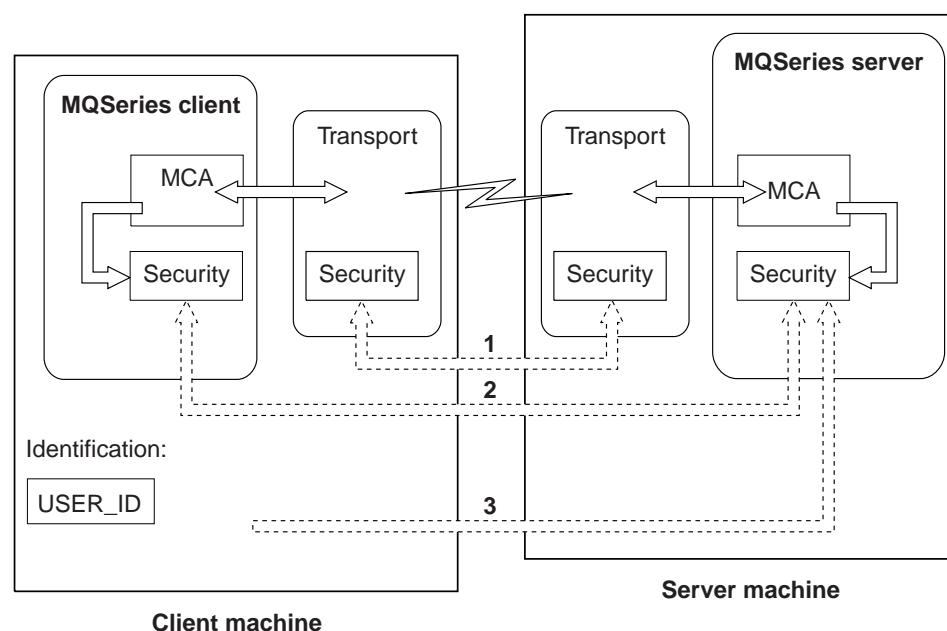 MQSeries server
MQSeries client
Transport
Transport
MCA
MCA
Security
Security
Security
Security
1
2
Identification:
USER_ID
3
Server machine
Client machine